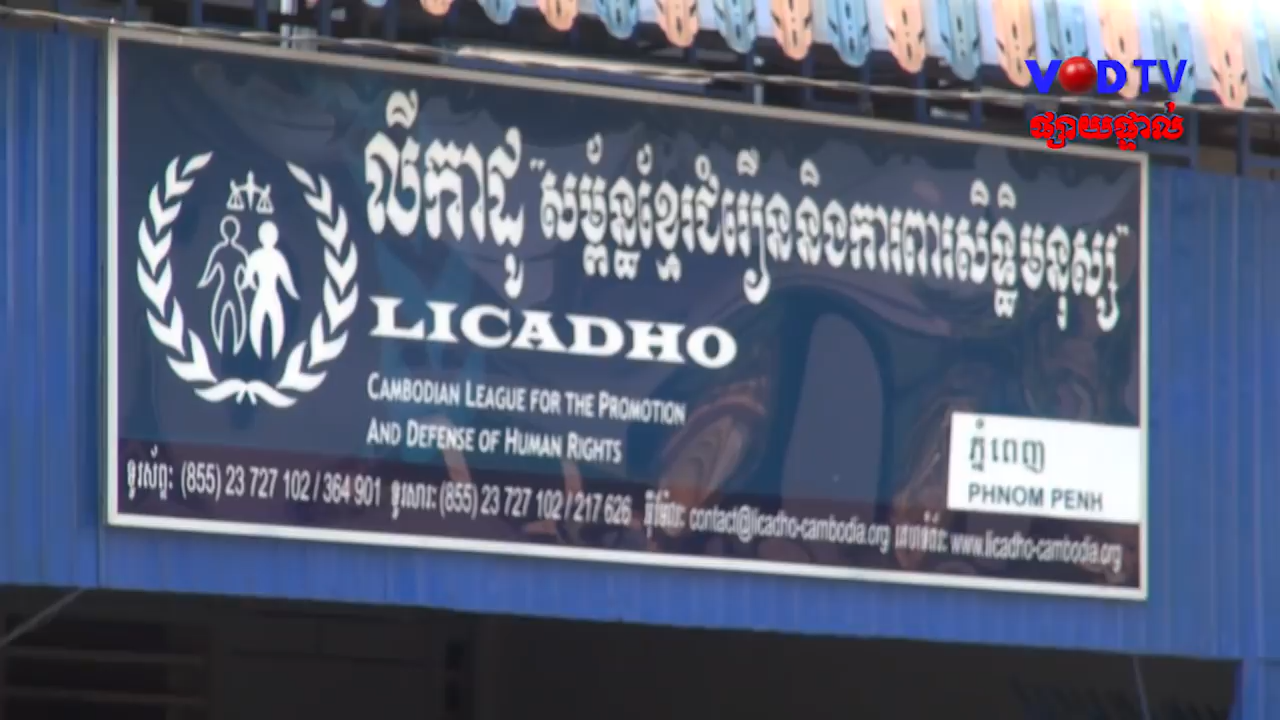 VODTV
ផ្សាយផ្ទាល់
លីកាដូ "សម្ព័ន្ធខ្មែរជំរឿននិងការពារសិទ្ធិមនុស្ស"
LICADHO
CAMBODIAN LEAGUE FOR THE PROMOTION
AND DEFENSE OF HUMAN RIGHTS
ភ្នំពេញ
PHNOM PENH
ទូរស័ព្ទ: (855) 23 727 102 / 364 901 ទូរសារ: (855) 23 727 102 / 217 626 អ៊ីម៉ែល: contact@licadho-cambodia.org គេហទំព័រ: www.licadho-cambodia.org